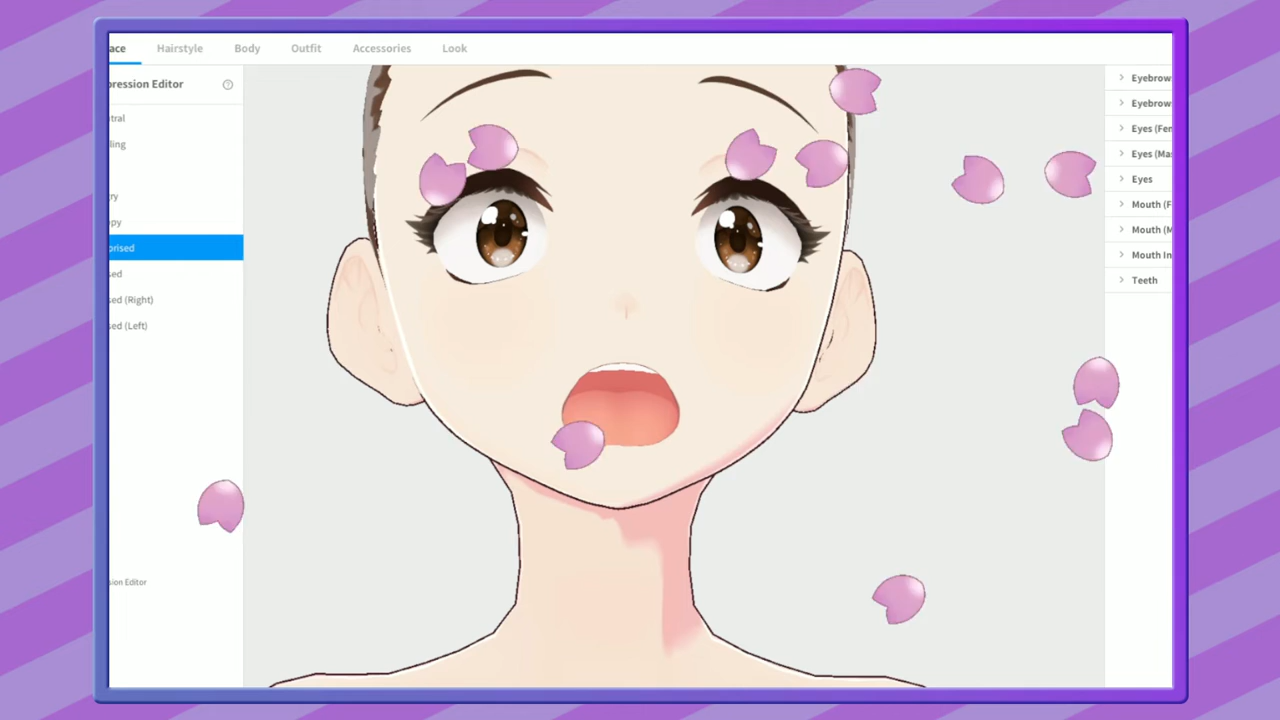 ace Hairstyle Body Outfit Accessories Look
pression Editor
tral
ling
ry
py
prised
sed
sed (Right)
sed (Left)
sion Editor
Eyebrow
Eyebrow
Eyes (Fen
Eyes (Ma
Eyes
Mouth (F
Mouth (M
Mouth In
Teeth